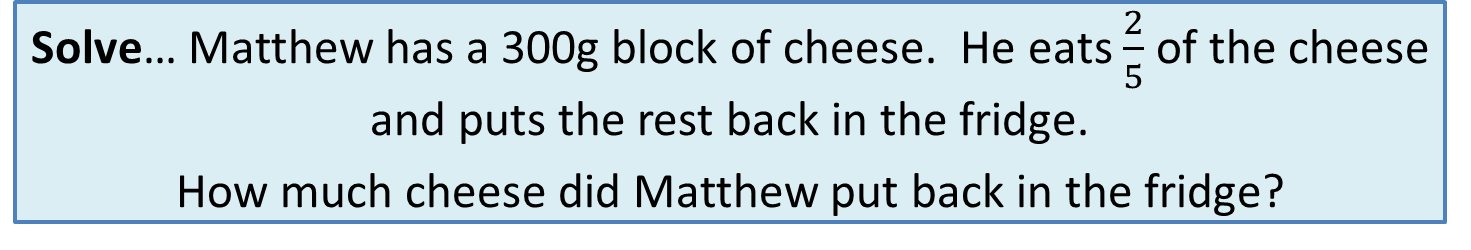 Solve... Matthew has a 300g block of cheese.  He eats 2/5 of the cheese
and puts the rest back in the fridge.
How much cheese did Matthew put back in the fridge?